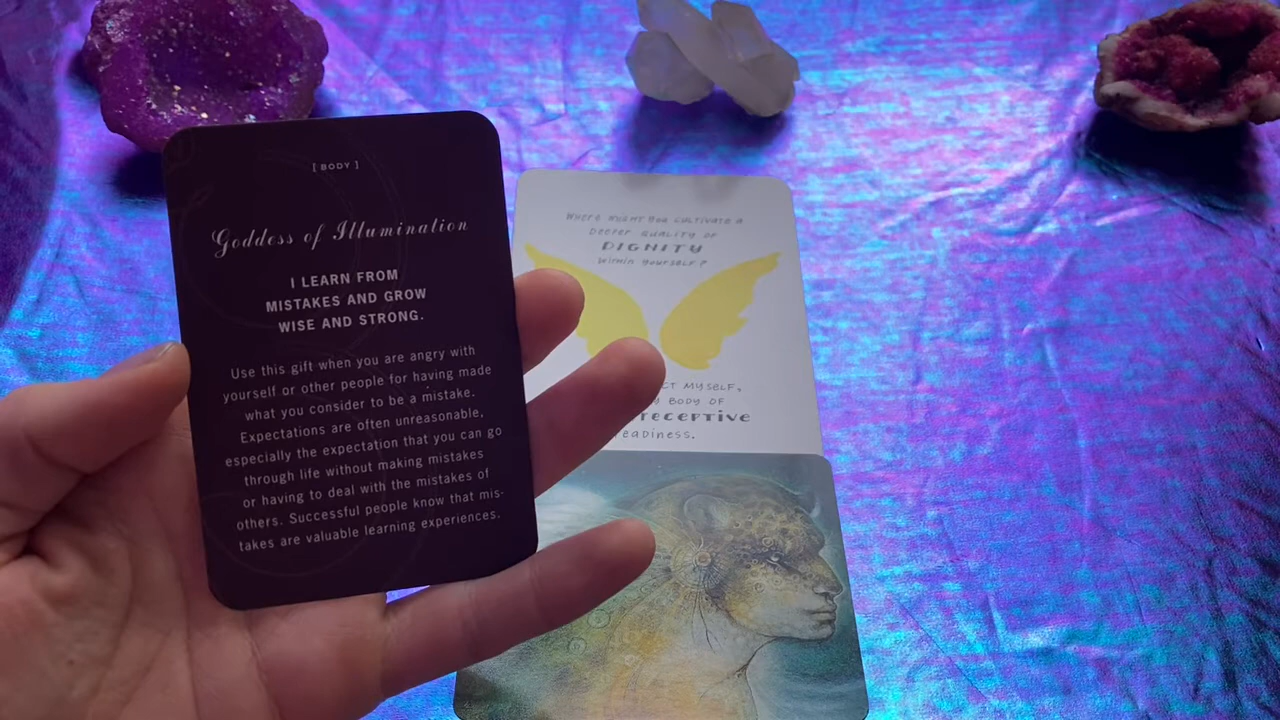 [ BODY ]
Goddess of Illumination
I LEARN FROM
MISTAKES AND GROW
WISE AND STRONG.
Use this gift when you are angry with
yourself or other people for having made
what you consider to be a mistake.
Expectations are often unreasonable,
especially the expectation that you can go
through life without making mistakes
or having to deal with the mistakes of
others. Successful people know that mis-
takes are valuable learning experiences.
Where MIGHT YOU CULTIVATE A
Deeper QUALITY OF
DIGNITY
WITHIN YOURSELF?
MYSELF,
BODY OF
receptive
readiness.